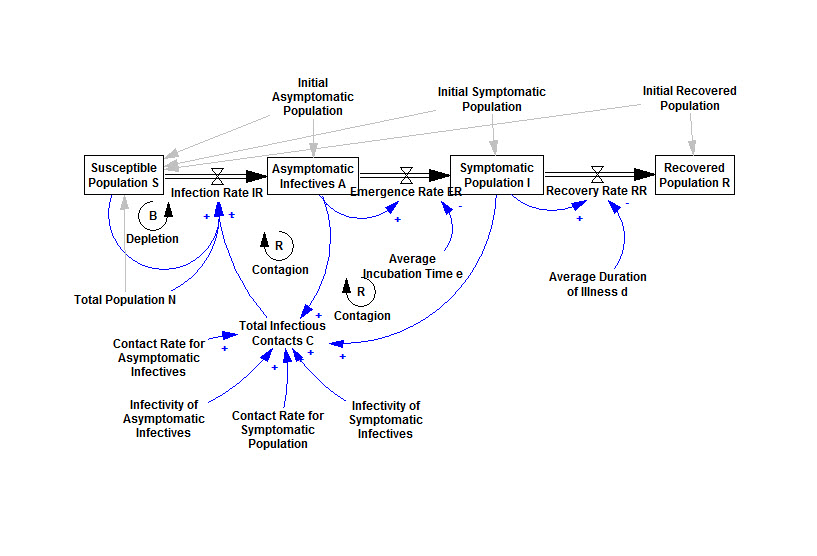 Initial
Asymptomatic
Population
Initial Symptomatic
Population
Initial Recovered
Population
Susceptible
Population S
Asymptomatic
Infectives A
Symptomatic
Population I
Recovered
Population R
Infection Rate IR
Emergence Rate ER
Recovery Rate RR
+
+
B
Depletion
+
-
+
-
R
Contagion
Average
Incubation Time e
Average Duration
of Illness d
R
Contagion
Total Population N
+
Total Infectious
Contacts C
Contact Rate for
Asymptomatic
Infectives
+
+
+
+
+
Infectivity of
Asymptomatic
Infectives
Contact Rate for
Symptomatic
Population
Infectivity of
Symptomatic
Infectives